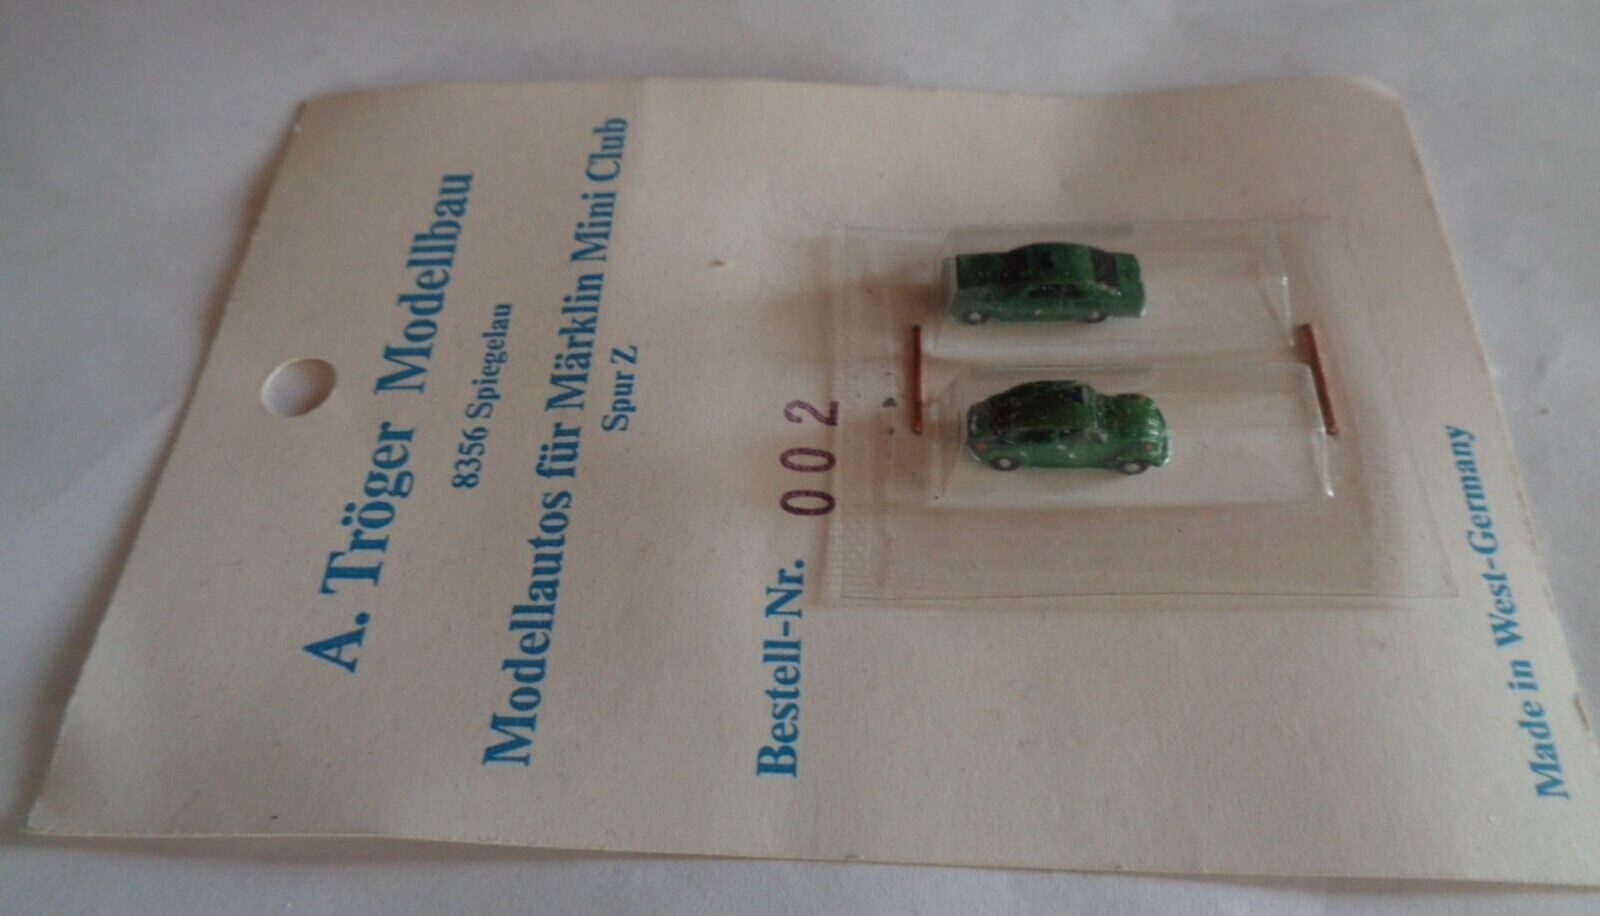 A. Tröger Modellbau
8356 Spiegelau
Modellautos für Märklin Mini Club
Spur Z
Bestell-Nr. 002
Made in West-Germany